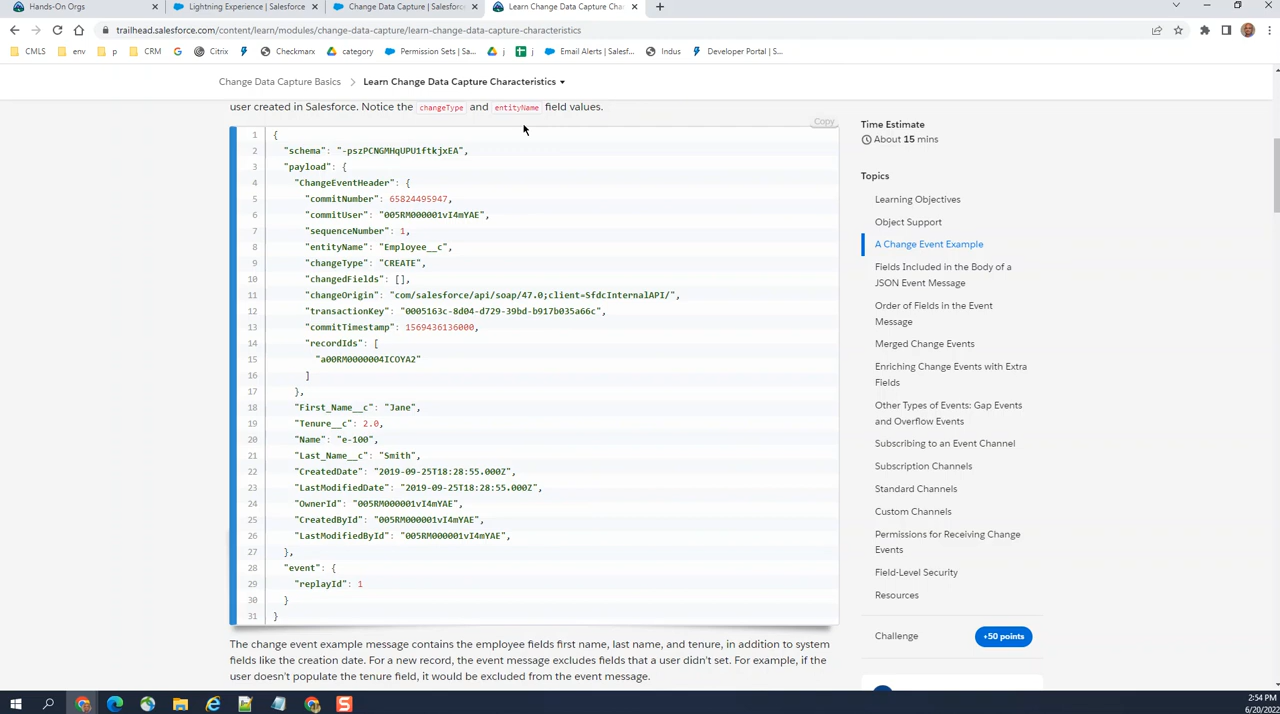 Hands-On Orgs
Lightning Experience | Salesforce
Change Data Capture | Salesforc
Learn Change Data Capture Char
trailhead.salesforce.com/content/learn/modules/change-data-capture/learn-change-data-capture-characteristics
CMLS
env
p
CRM
Citrix
Checkmarx
category
Permission Sets | Sa...
j
j
Email Alerts | Salesf...
Indus
Developer Portal | S...
Change Data Capture Basics
Learn Change Data Capture Characteristics
user created in Salesforce. Notice the changeType and entityName field values.
Copy
1 {
2 "schema": "-pszPCNGMHqUPU1ftkjxEA",
3 "payload": {
4 "ChangeEventHeader": {
5 "commitNumber": 65824495947,
6 "commitUser": "005RM000001vI4mYAE",
7 "sequenceNumber": 1,
8 "entityName": "Employee__c",
9 "changeType": "CREATE",
10 "changedFields": [],
11 "changeOrigin": "com/salesforce/api/soap/47.0;client=SfdcInternalAPI/",
12 "transactionKey": "0005163c-8d04-d729-39bd-b917b035a66c",
13 "commitTimestamp": 1569436136000,
14 "recordIds": [
15 "a00RM0000004ICOYA2"
16 ]
17 },
18 "First_Name__c": "Jane",
19 "Tenure__c": 2.0,
20 "Name": "e-100",
21 "Last_Name__c": "Smith",
22 "CreatedDate": "2019-09-25T18:28:55.000Z",
23 "LastModifiedDate": "2019-09-25T18:28:55.000Z",
24 "OwnerId": "005RM000001vI4mYAE",
25 "CreatedById": "005RM000001vI4mYAE",
26 "LastModifiedById": "005RM000001vI4mYAE",
27 },
28 "event": {
29 "replayId": 1
30 }
31 }
The change event example message contains the employee fields first name, last name, and tenure, in addition to system
fields like the creation date. For a new record, the event message excludes fields that a user didn't set. For example, if the
user doesn't populate the tenure field, it would be excluded from the event message.
Time Estimate
About 15 mins
Topics
Learning Objectives
Object Support
A Change Event Example
Fields Included in the Body of a
JSON Event Message
Order of Fields in the Event
Message
Merged Change Events
Enriching Change Events with Extra
Fields
Other Types of Events: Gap Events
and Overflow Events
Subscribing to an Event Channel
Subscription Channels
Standard Channels
Custom Channels
Permissions for Receiving Change
Events
Field-Level Security
Resources
Challenge
+50 points
2:54 PM
6/20/2022